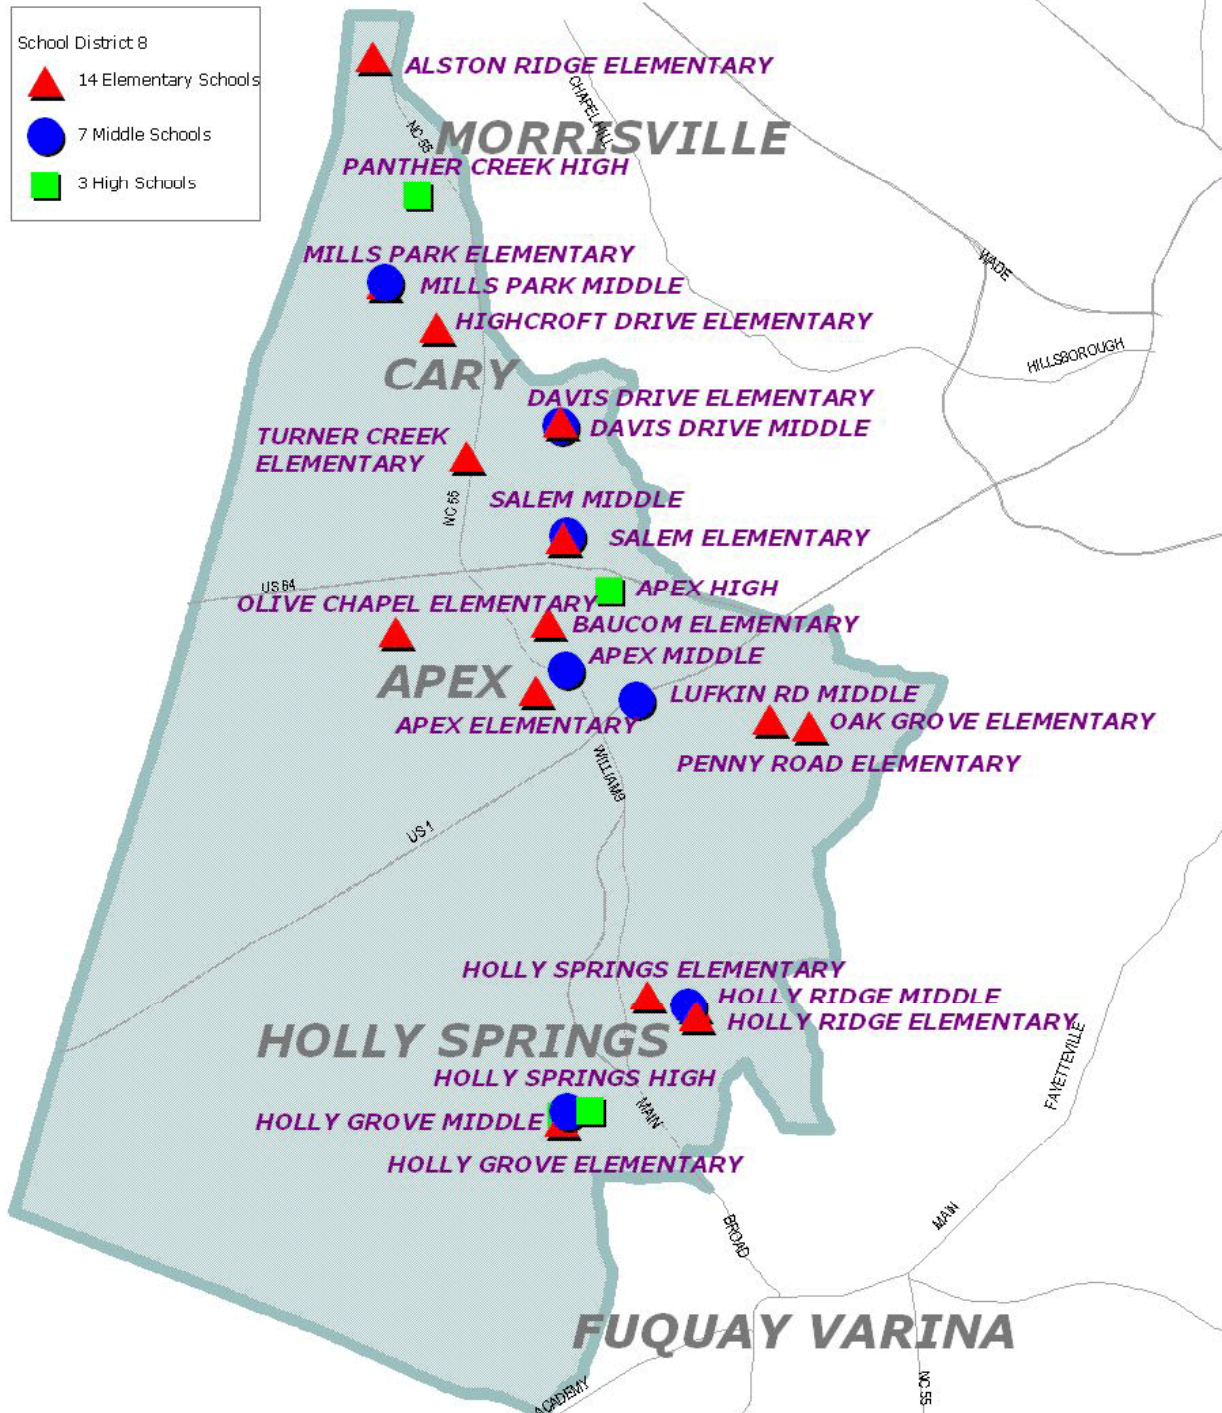 School District 8
14 Elementary Schools
7 Middle Schools
3 High Schools
ALSTON RIDGE ELEMENTARY
CHAPEL HILL
NC-55
MORRISVILLE
PANTHER CREEK HIGH
MILLS PARK ELEMENTARY
WADE
MILLS PARK MIDDLE
HIGHCROFT DRIVE ELEMENTARY
HILLSBOROUGH
CARY
DAVIS DRIVE ELEMENTARY
DAVIS DRIVE MIDDLE
TURNER CREEK
ELEMENTARY
SALEM MIDDLE
NC 55
SALEM ELEMENTARY
US 64
APEX HIGH
OLIVE CHAPEL ELEMENTARY
BAUCOM ELEMENTARY
APEX MIDDLE
APEX
LUFKIN RD MIDDLE
APEX ELEMENTARY
OAK GROVE ELEMENTARY
PENNY ROAD ELEMENTARY
WILLIAMS
US 1
HOLLY SPRINGS ELEMENTARY
HOLLY RIDGE MIDDLE
HOLLY RIDGE ELEMENTARY
HOLLY SPRINGS
FAYETTEVILLE
HOLLY SPRINGS HIGH
MAIN
HOLLY GROVE MIDDLE
HOLLY GROVE ELEMENTARY
MAIN
BROAD
FUQUAY VARINA
ACADEMY
NC 55